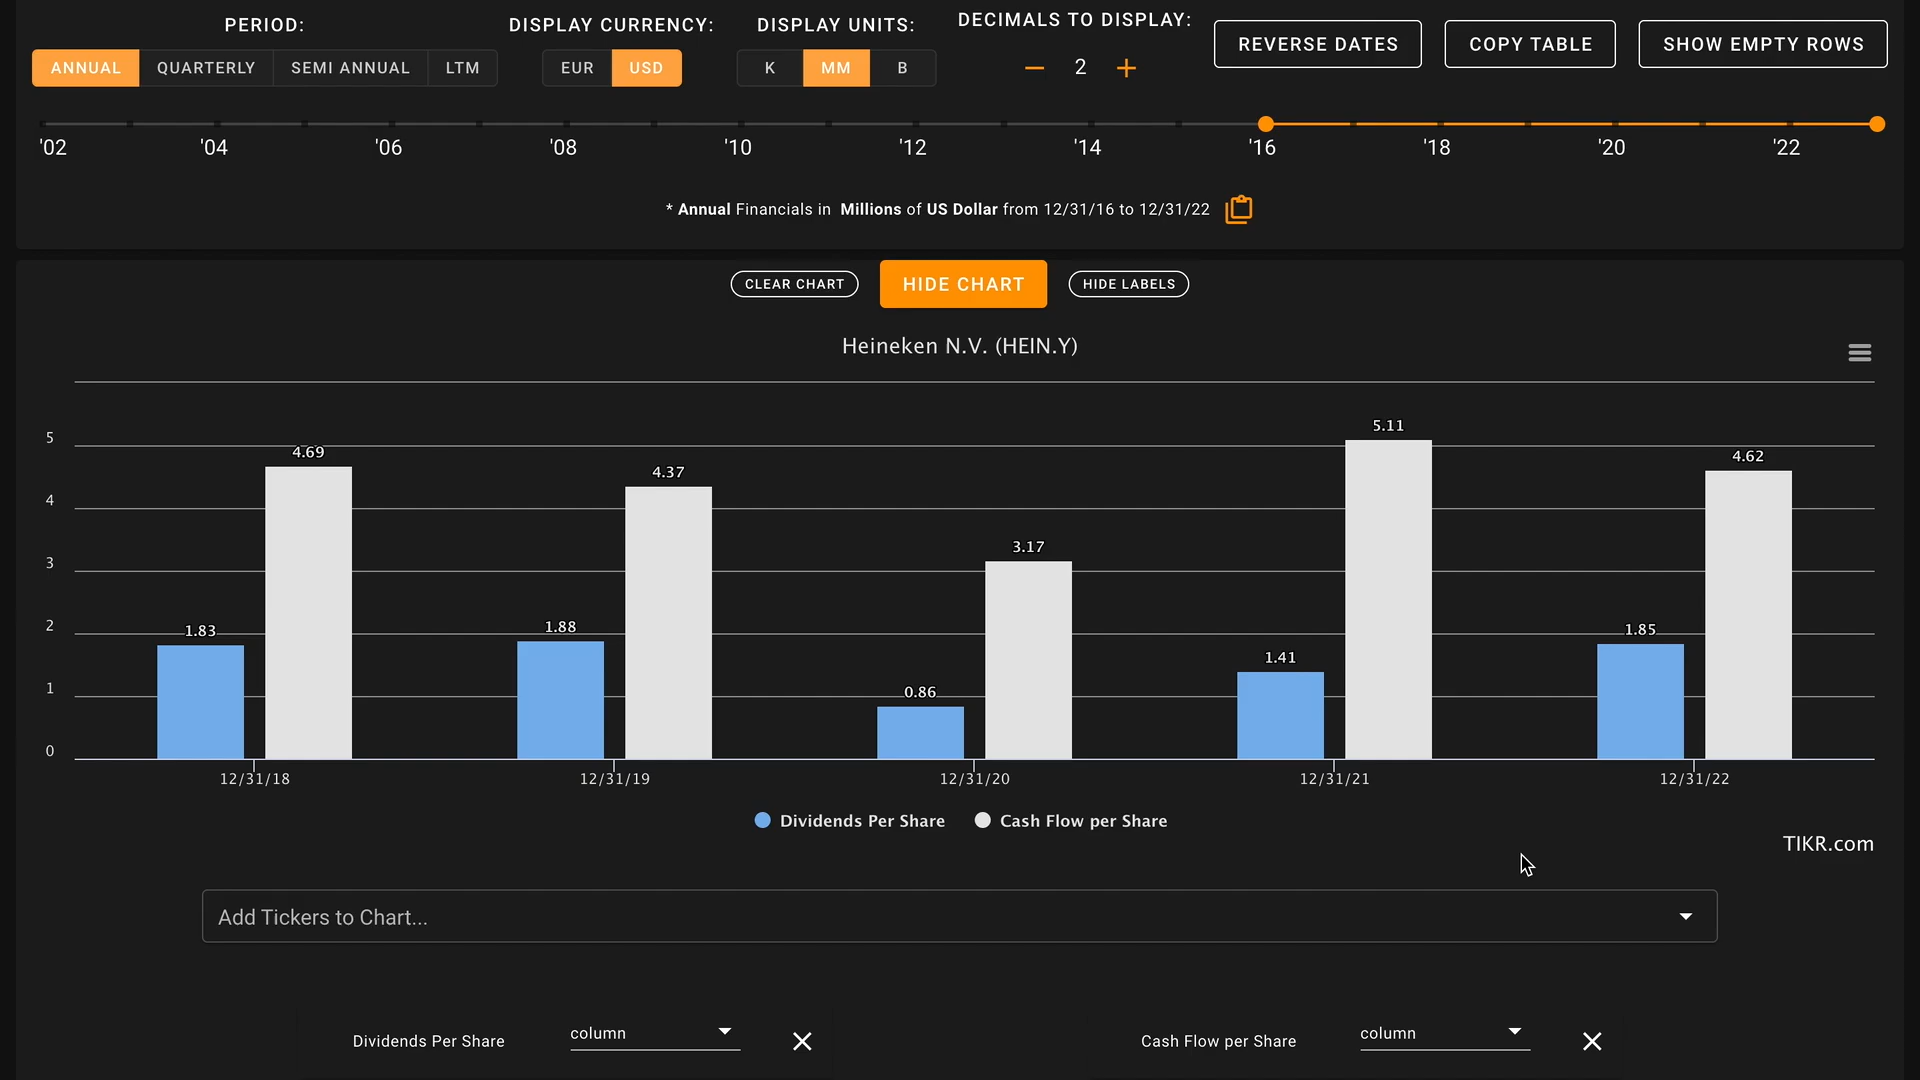 PERIOD:
DISPLAY CURRENCY:
DISPLAY UNITS:
DECIMALS TO DISPLAY:
ANNUAL QUARTERLY SEMI ANNUAL LTM
EUR USD
K MM B
2
REVERSE DATES
COPY TABLE
SHOW EMPTY ROWS
'02 '04 '06 '08 '10 '12 '14 '16 '18 '20 '22
* Annual Financials in Millions of US Dollar from 12/31/16 to 12/31/22
CLEAR CHART
HIDE CHART
HIDE LABELS
Heineken N.V. (HEIN.Y)
5
4
3
2
1
0
1.83 4.69
1.88 4.37
0.86 3.17
1.41 5.11
1.85 4.62
12/31/18 12/31/19 12/31/20 12/31/21 12/31/22
Dividends Per Share Cash Flow per Share
TIKR.com
Add Tickers to Chart...
Dividends Per Share column
Cash Flow per Share column